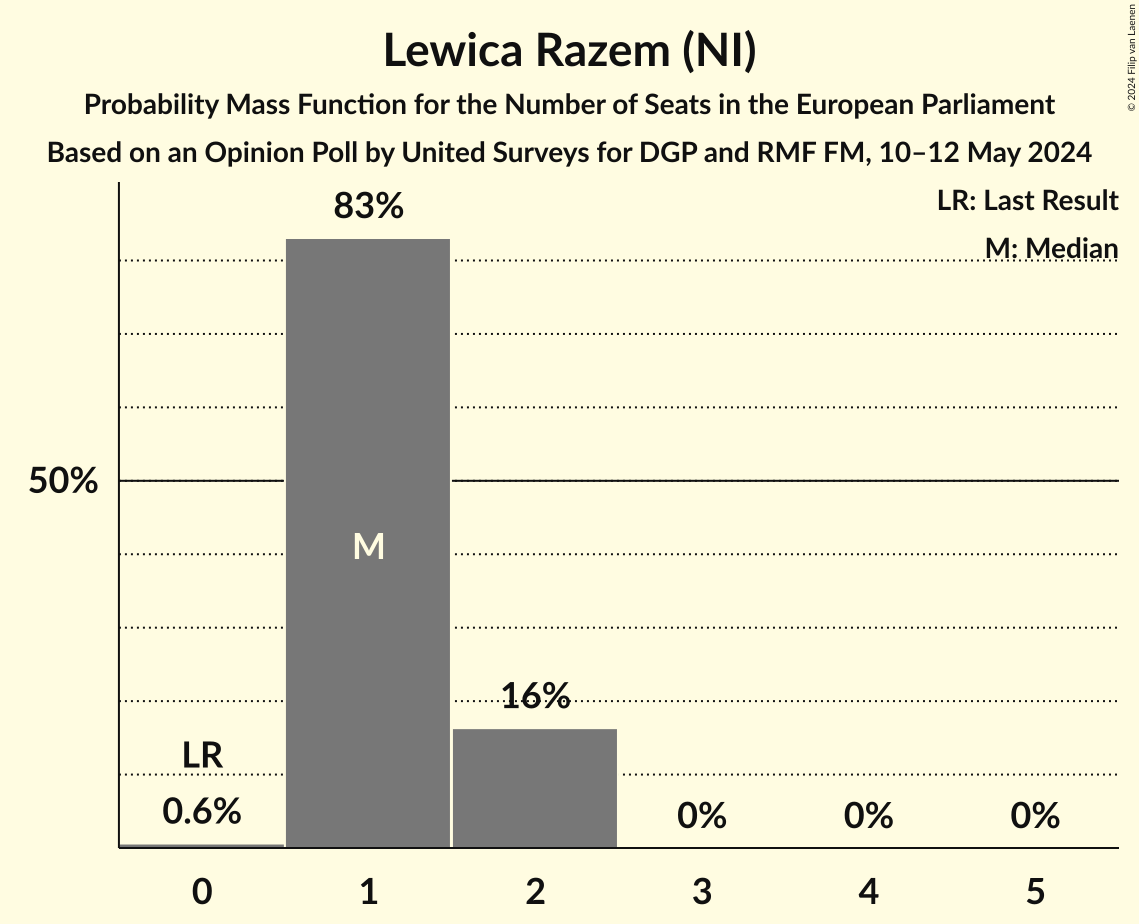 Lewica Razem (NI)
Probability Mass Function for the Number of Seats in the European Parliament
Based on an Opinion Poll by United Surveys for DGP and RMF FM, 10–12 May 2024
© 2024 Filip van Laenen
LR: Last Result
M: Median
83%
50%
M
16%
LR
0.6%
0%
0%
0%
0
1
2
3
4
5